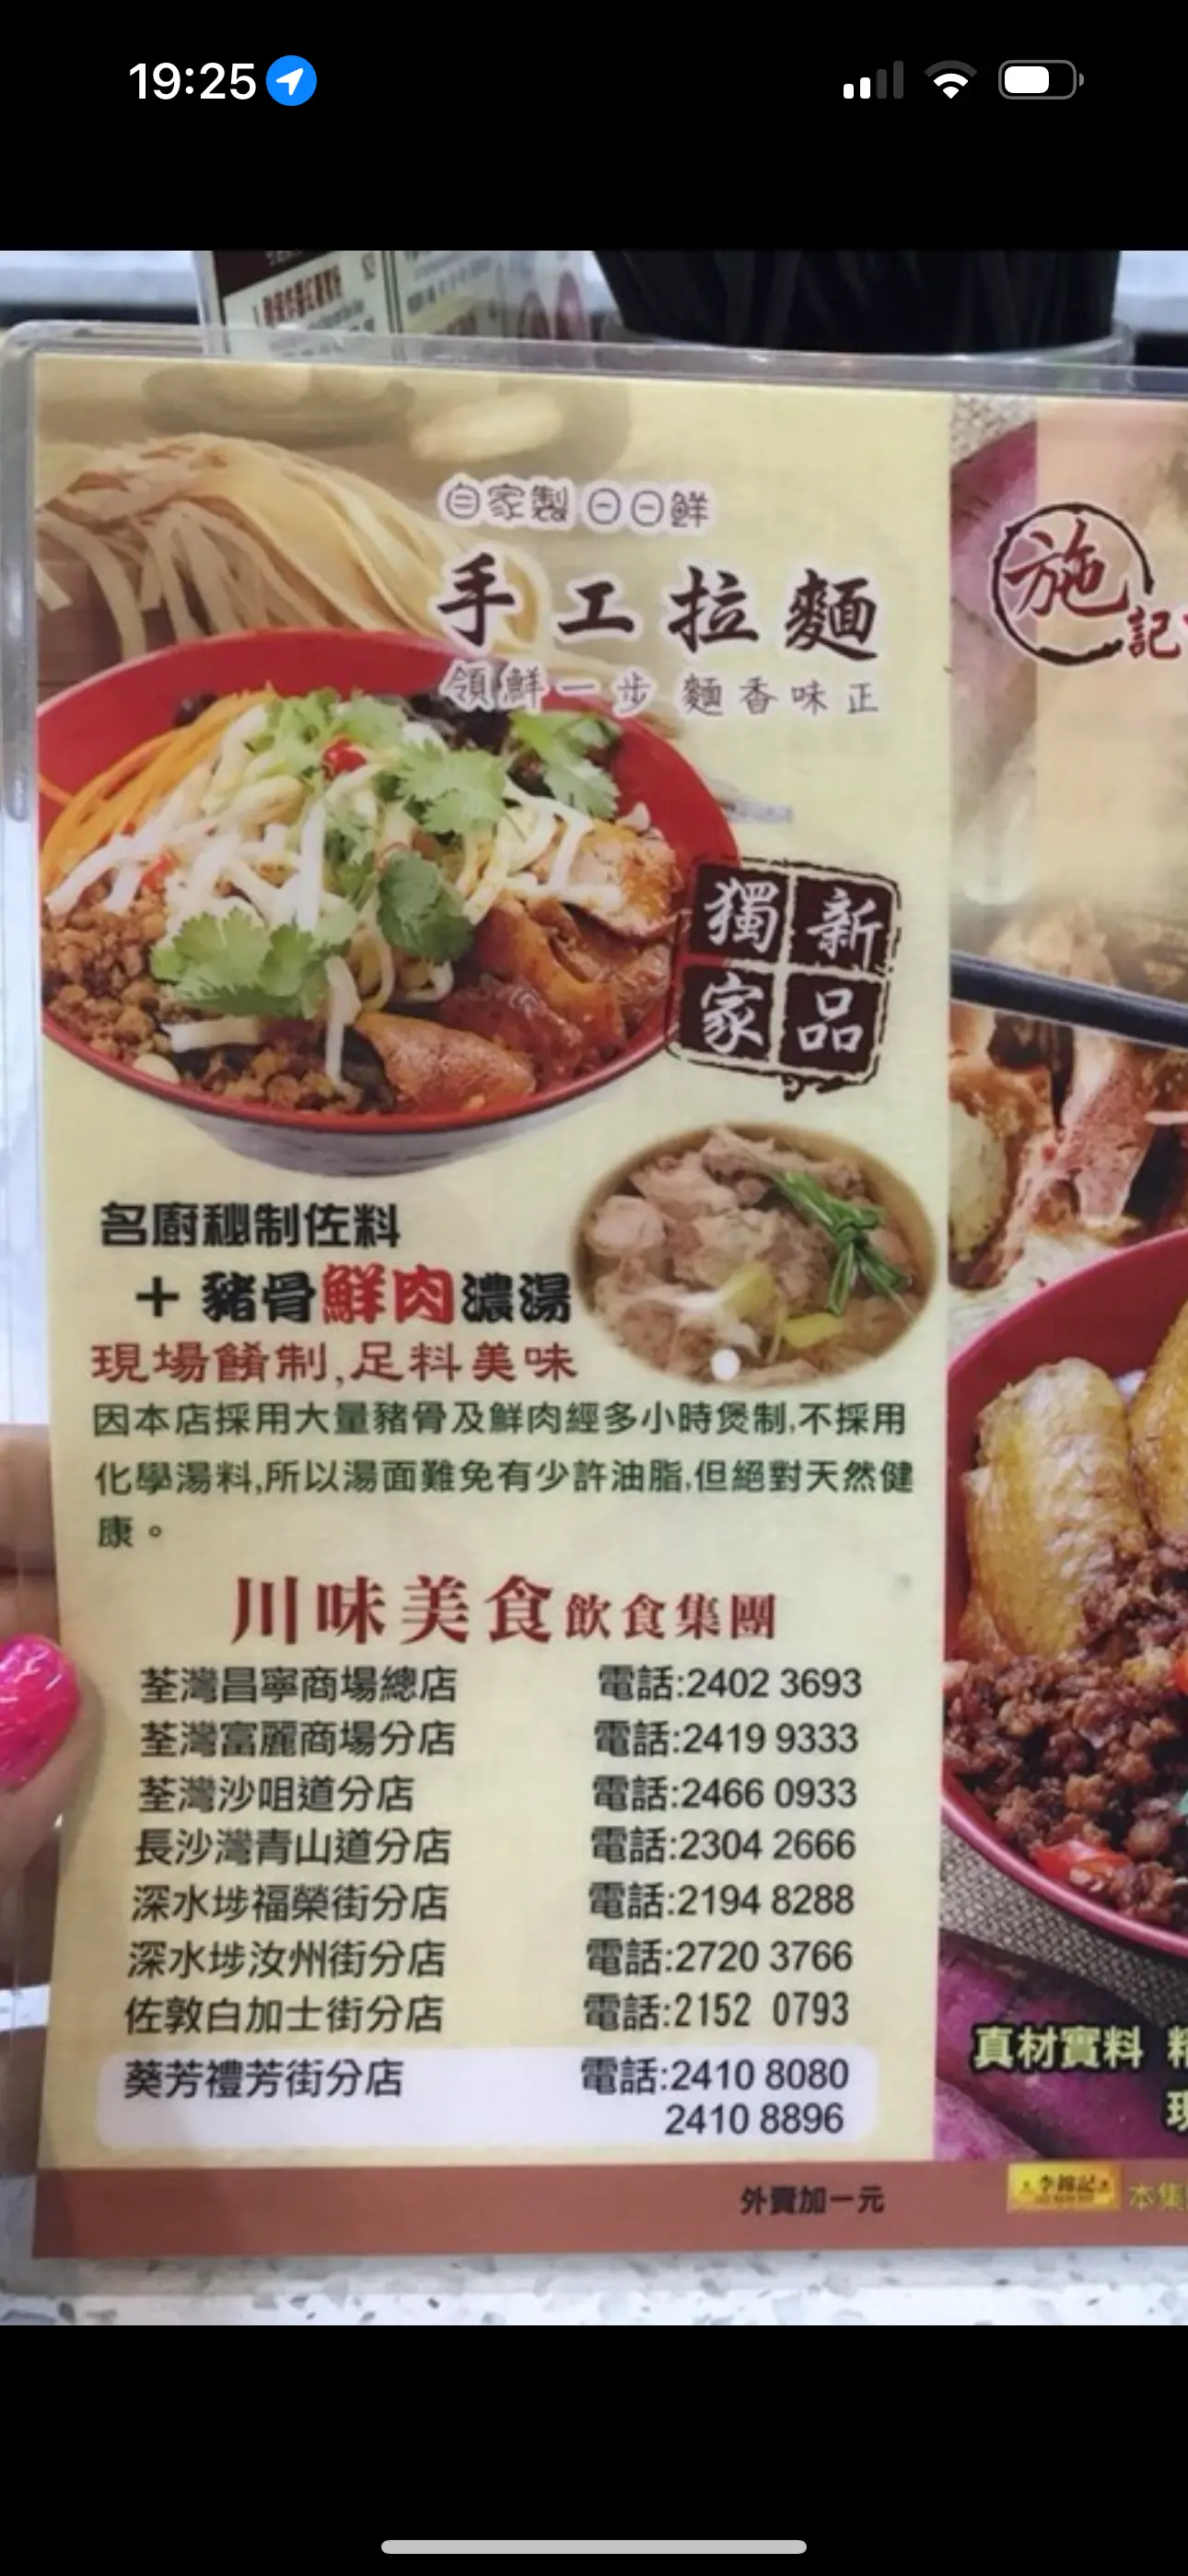 19:25
自家製 日日鮮
手工拉麵
領鮮一步 麵香味正
施
記
獨家
新品
名廚秘制佐料
+ 豬骨鮮肉濃湯
現場餚制,足料美味
因本店採用大量豬骨及鮮肉經多小時煲制,不採用
化學湯料,所以湯面難免有少許油脂,但絕對天然健
康。
川味美食飲食集團
荃灣昌寧商場總店 電話:2402 3693
荃灣富麗商場分店 電話:2419 9333
荃灣沙咀道分店 電話:2466 0933
長沙灣青山道分店 電話:2304 2666
深水埗福榮街分店 電話:2194 8288
深水埗汝州街分店 電話:2720 3766
佐敦白加士街分店 電話:2152 0793
葵芳禮芳街分店 電話:2410 8080
2410 8896
外賣加一元
真材實料
李錦記
本集